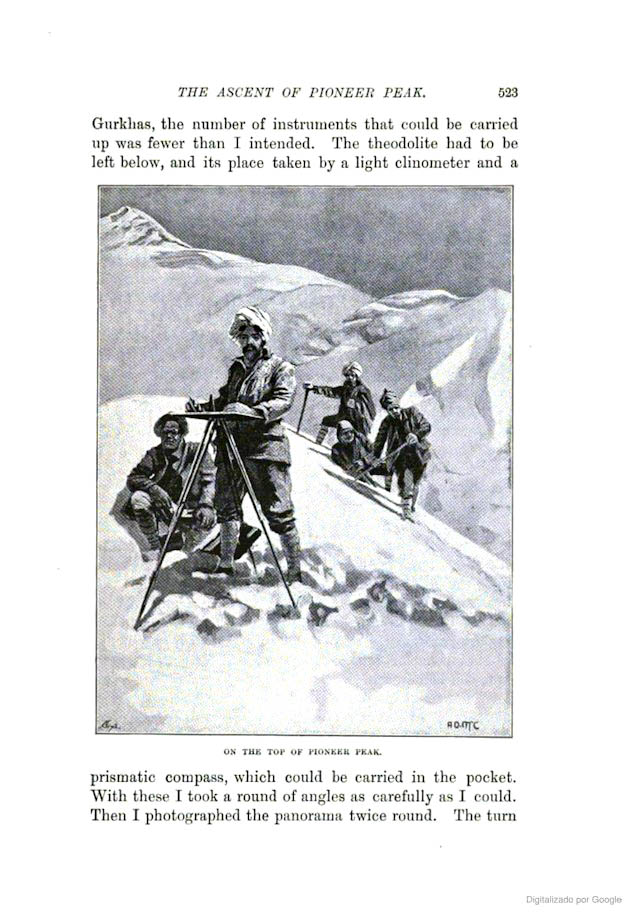 THE ASCENT OF PIONEER PEAK. 523
Gurkhas, the number of instruments that could be carried
up was fewer than I intended. The theodolite had to be
left below, and its place taken by a light clinometer and a
ADMcC
ON THE TOP OF PIONEER PEAK.
prismatic compass, which could be carried in the pocket.
With these I took a round of angles as carefully as I could.
Then I photographed the panorama twice round. The turn
Digitalizado por Google